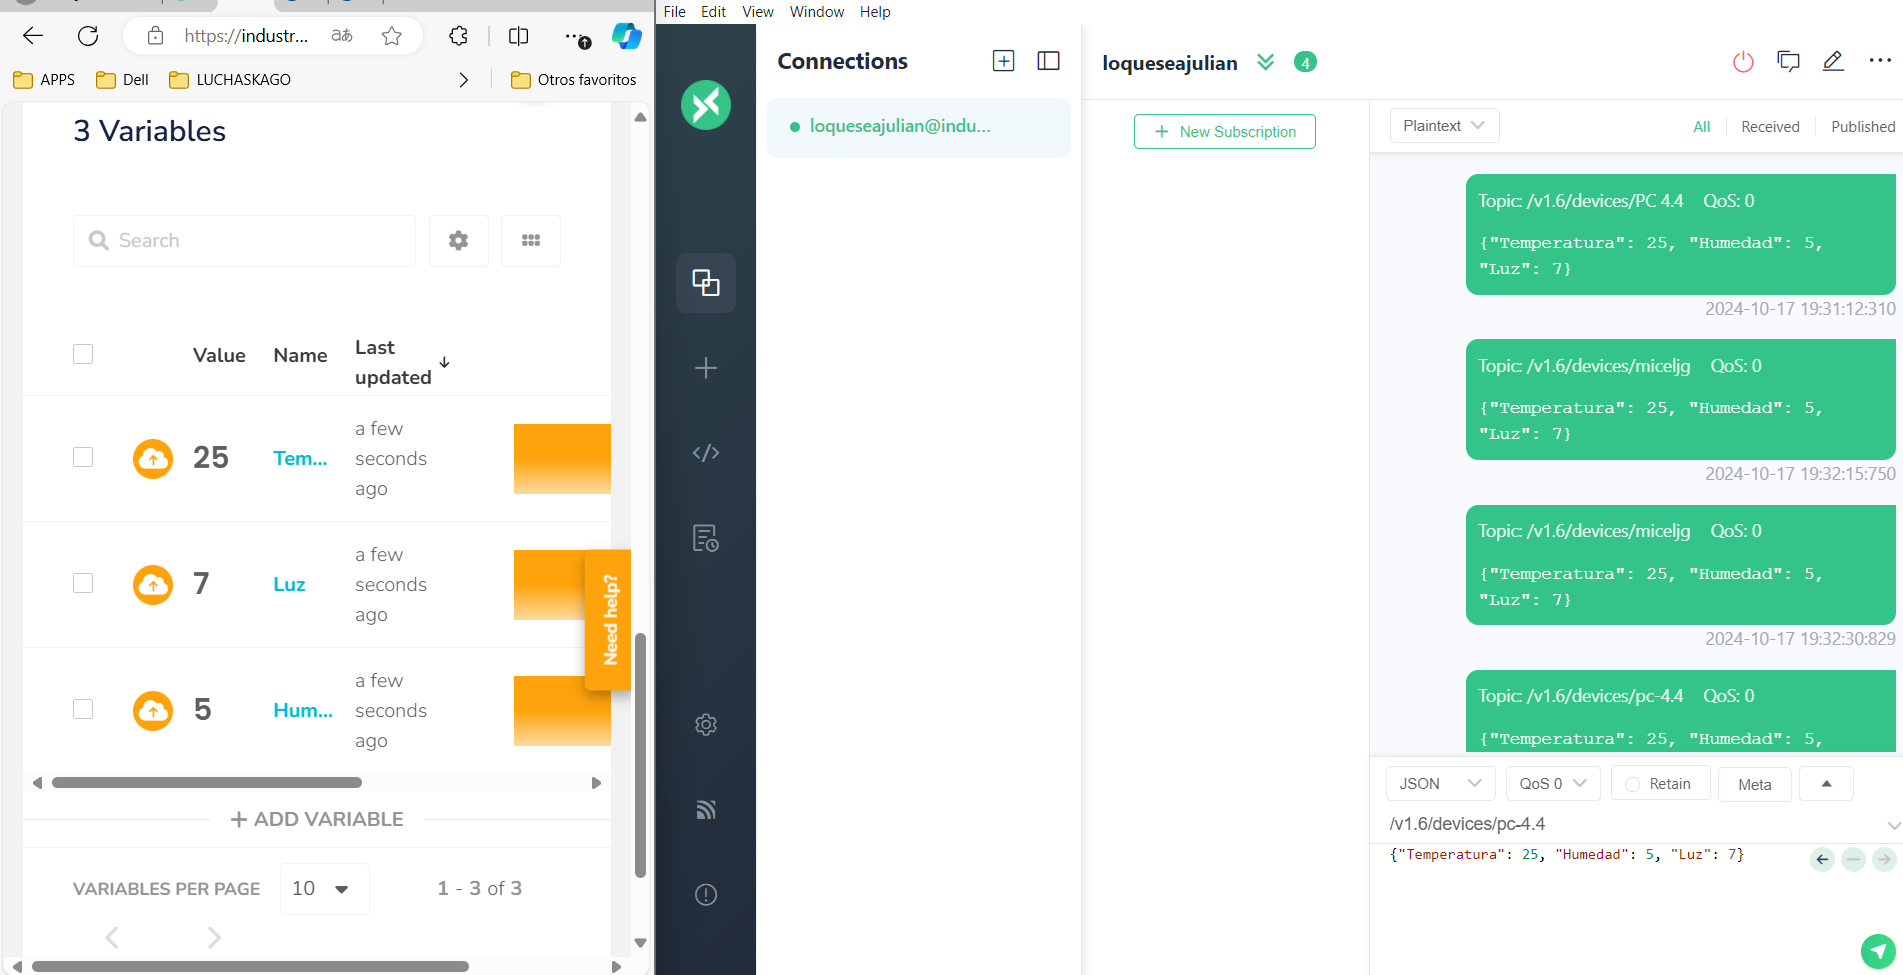 https://industr...
aあ
APPS
Dell
LUCHASKAGO
Otros favoritos
3 Variables
Search
Value
Name
Last
updated
25
Tem...
a few
seconds
ago
7
Luz
a few
seconds
ago
5
Hum...
a few
seconds
ago
Need help?
ADD VARIABLE
VARIABLES PER PAGE
10
1 - 3 of 3
File Edit View Window Help
Connections
loqueseajulian@indu...
loqueseajulian
4
+ New Subscription
Plaintext
All
Received
Published
Topic: /v1.6/devices/PC 4.4 QoS: 0
{"Temperatura": 25, "Humedad": 5,
"Luz": 7}
2024-10-17 19:31:12:310
Topic: /v1.6/devices/miceljg QoS: 0
{"Temperatura": 25, "Humedad": 5,
"Luz": 7}
2024-10-17 19:32:15:750
Topic: /v1.6/devices/miceljg QoS: 0
{"Temperatura": 25, "Humedad": 5,
"Luz": 7}
2024-10-17 19:32:30:829
Topic: /v1.6/devices/pc-4.4 QoS: 0
{"Temperatura": 25, "Humedad": 5,
JSON
QoS 0
Retain
Meta
/v1.6/devices/pc-4.4
{"Temperatura": 25, "Humedad": 5, "Luz": 7}